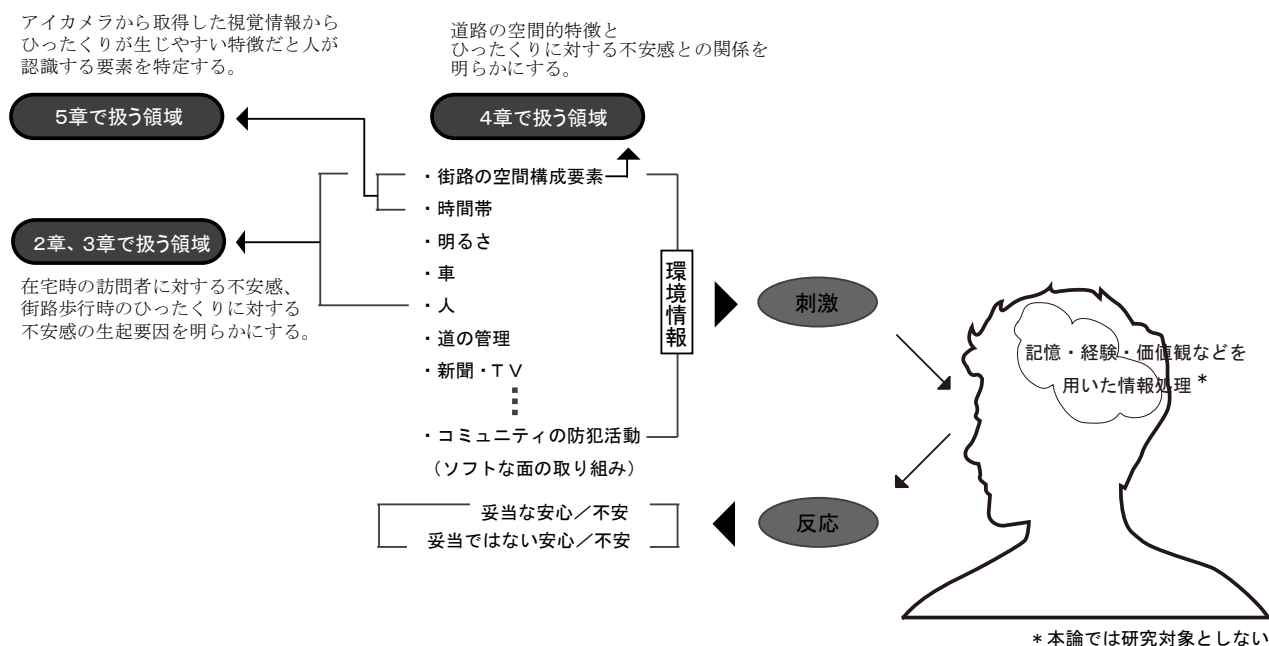 アイカメラから取得した視覚情報から
ひったくりが生じやすい特徴だと人が
認識する要素を特定する。
道路の空間的特徴と
ひったくりに対する不安感との関係を
明らかにする。
5章で扱う領域
4章で扱う領域
2章、3章で扱う領域
在宅時の訪問者に対する不安感、
街路歩行時のひったくりに対する
不安感の生起要因を明らかにする。
・街路の空間構成要素
・時間帯
・明るさ
・車
・人
・道の管理
・新聞・TV
・コミュニティの防犯活動
（ソフトな面の取り組み）
環境情報
刺激
記憶・経験・価値観などを
用いた情報処理*
妥当な安心／不安
妥当ではない安心／不安
反応
*本論では研究対象としない